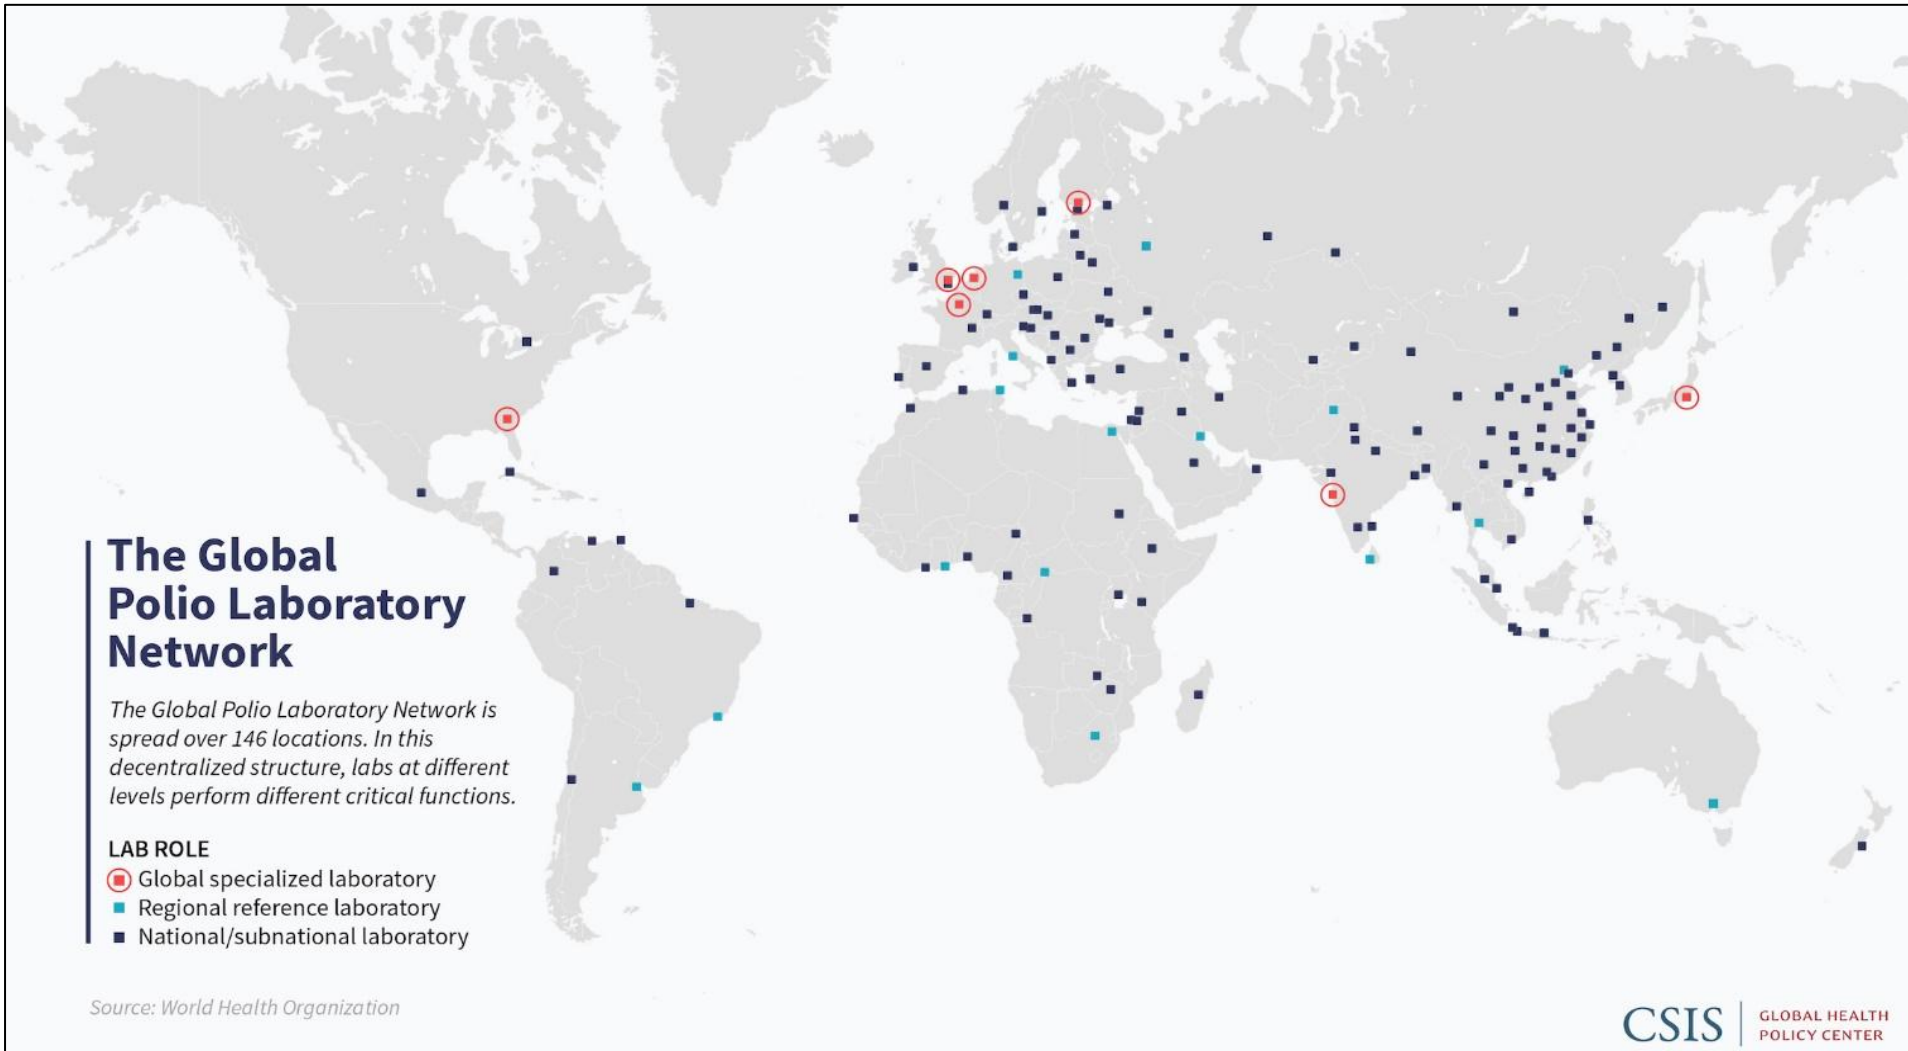 The Global
Polio Laboratory
Network
The Global Polio Laboratory Network is
spread over 146 locations. In this
decentralized structure, labs at different
levels perform different critical functions.
LAB ROLE
Global specialized laboratory
Regional reference laboratory
National/subnational laboratory
Source: World Health Organization
CSIS
GLOBAL HEALTH
POLICY CENTER